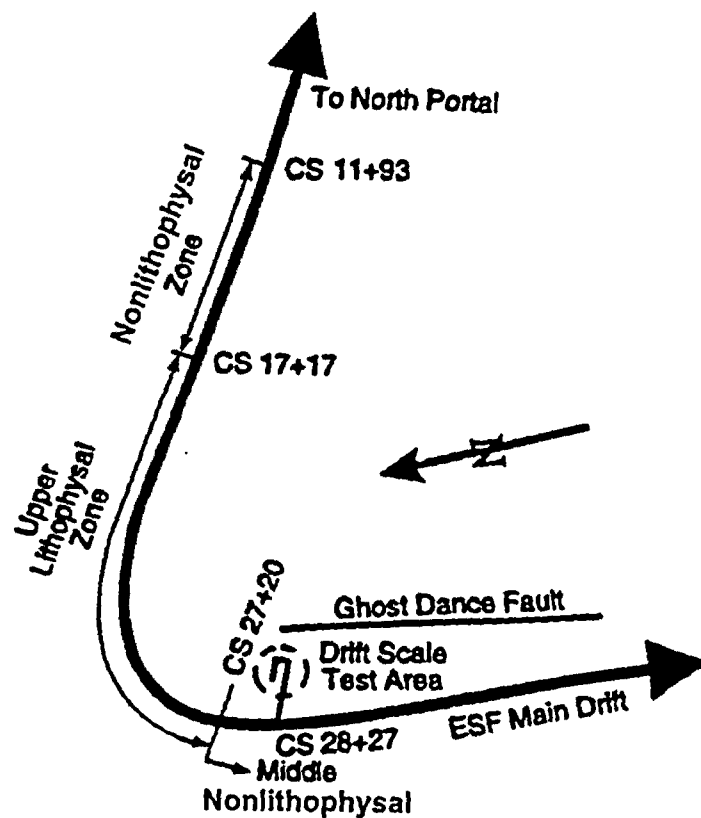 To North Portal
CS 11+93
Nonlithophysal
Zone
CS 17+17
N
Upper
Lithophysal
Zone
CS 27+20
Ghost Dance Fault
Drift Scale
Test Area
ESF Main Drift
CS 28+27
Middle
Nonlithophysal